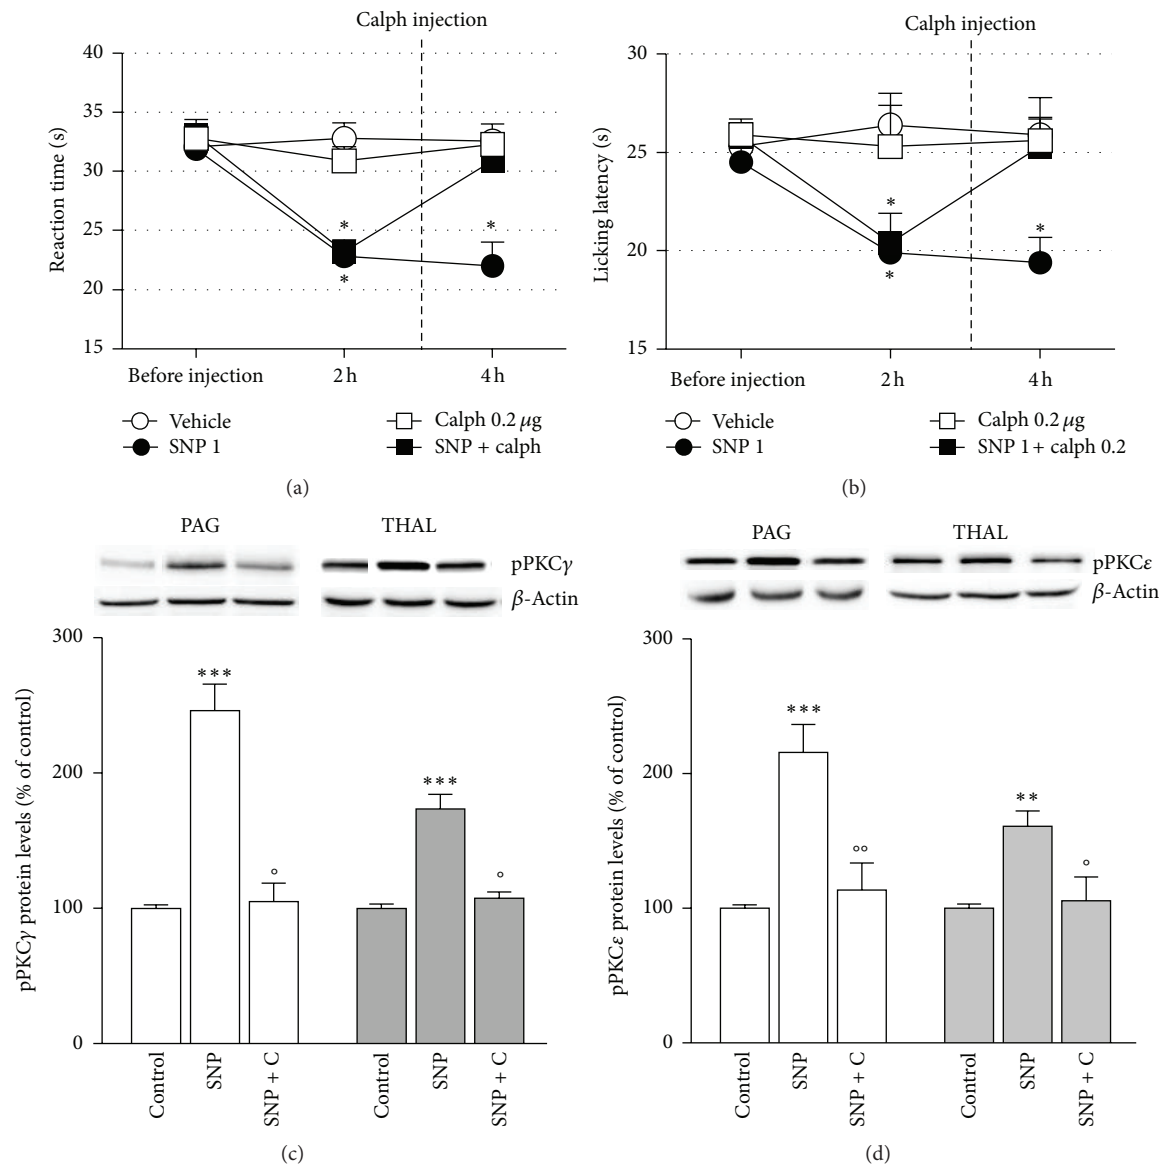 Calph injection
40
35
30
25
20
15
Reaction time (s)
* *
*
Before injection 2 h 4 h
Vehicle Calph 0.2 μg
SNP 1 SNP + calph
(a)
Calph injection
30
25
20
15
Licking latency (s)
*
*
*
Before injection 2 h 4 h
Vehicle Calph 0.2 μg
SNP 1 SNP 1 + calph 0.2
(b)
PAG THAL
pPKCγ
β-Actin
300
200
100
0
pPKCγ protein levels (% of control)
***
***
° °
Control SNP SNP + C Control SNP SNP + C
(c)
PAG THAL
pPKCε
β-Actin
300
200
100
0
pPKCε protein levels (% of control)
***
**
°° °
Control SNP SNP + C Control SNP SNP + C
(d)